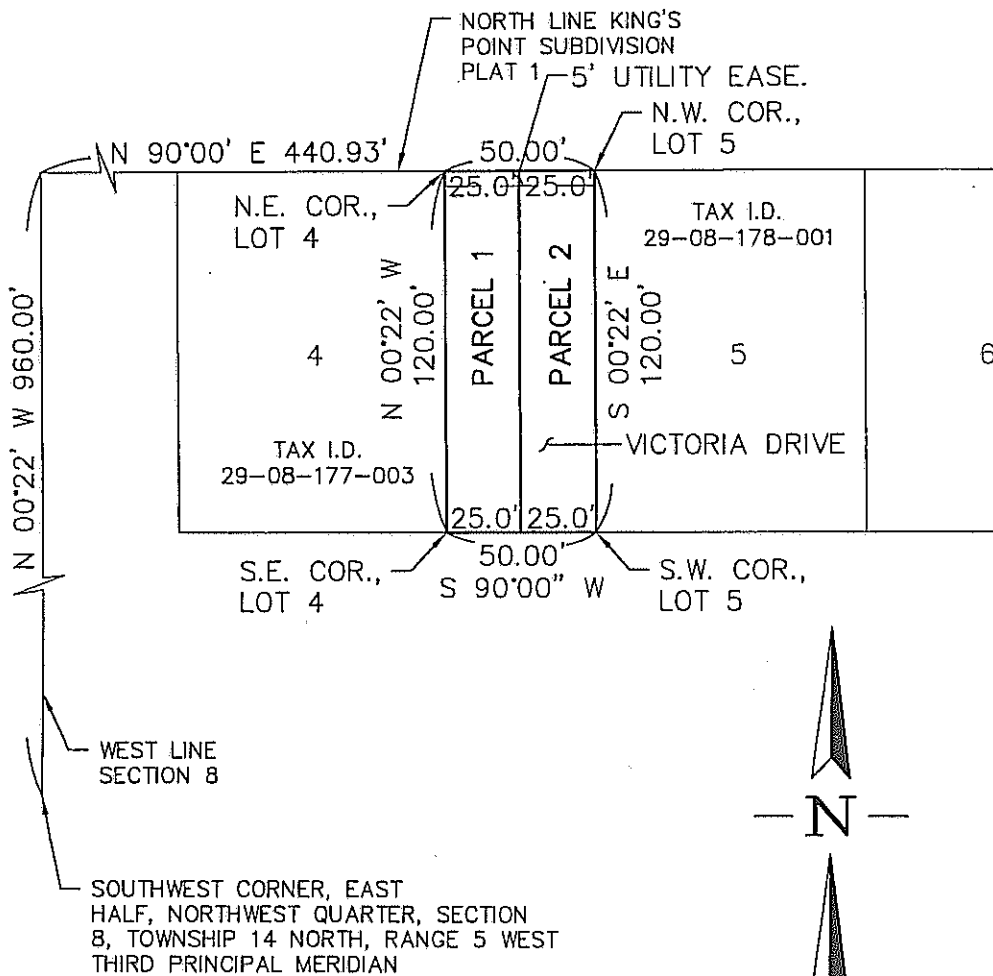 NORTH LINE KING'S
POINT SUBDIVISION
PLAT 1
5' UTILITY EASE.
N.W. COR.,
LOT 5
N 90°00' E 440.93'
50.00'
25.0'
25.0'
N.E. COR.,
LOT 4
TAX I.D.
29-08-178-001
N 00°22' W 960.00'
N 00°22' W
120.00'
PARCEL 1
PARCEL 2
S 00°22' E
120.00'
4
5
6
VICTORIA DRIVE
TAX I.D.
29-08-177-003
25.0'
25.0'
50.00'
S 90°00" W
S.E. COR.,
LOT 4
S.W. COR.,
LOT 5
WEST LINE
SECTION 8
N
SOUTHWEST CORNER, EAST
HALF, NORTHWEST QUARTER, SECTION
8, TOWNSHIP 14 NORTH, RANGE 5 WEST
THIRD PRINCIPAL MERIDIAN